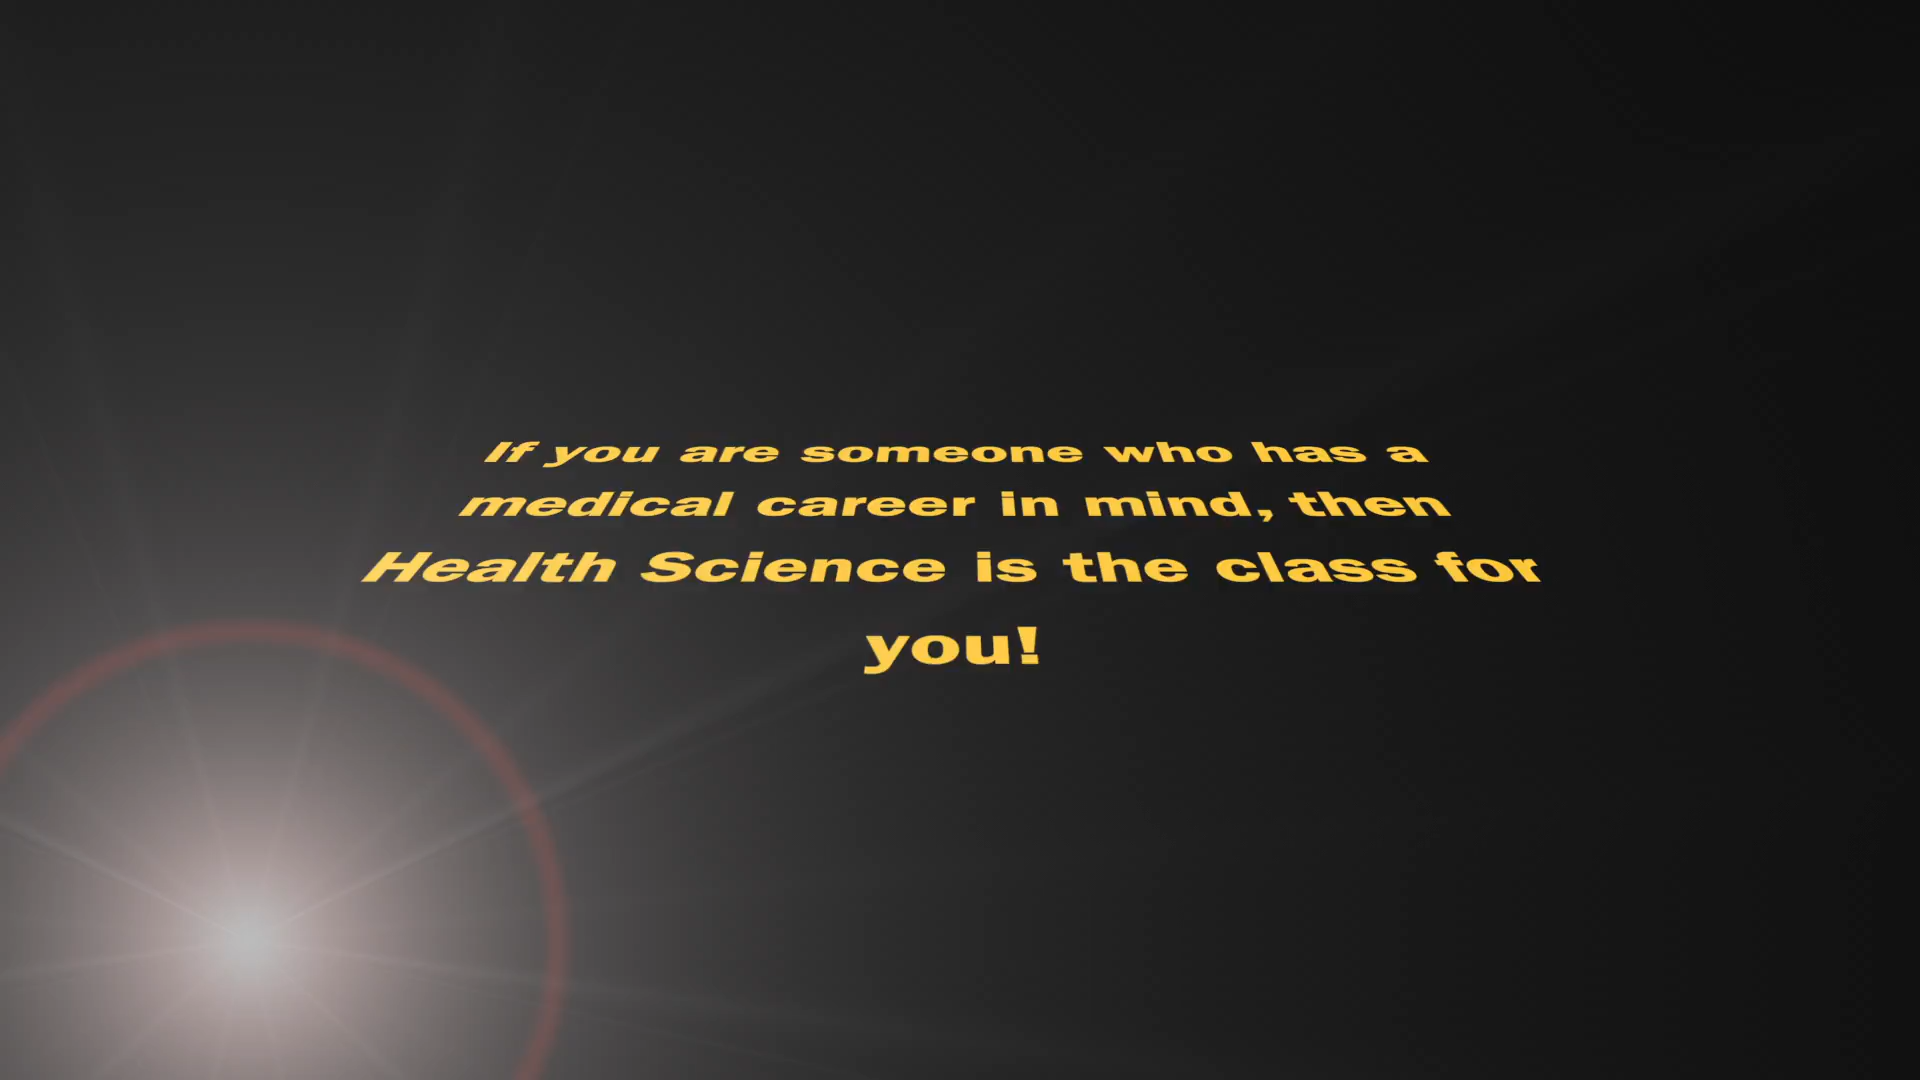 If you are someone who has a
medical career in mind, then
Health Science is the class for
you!